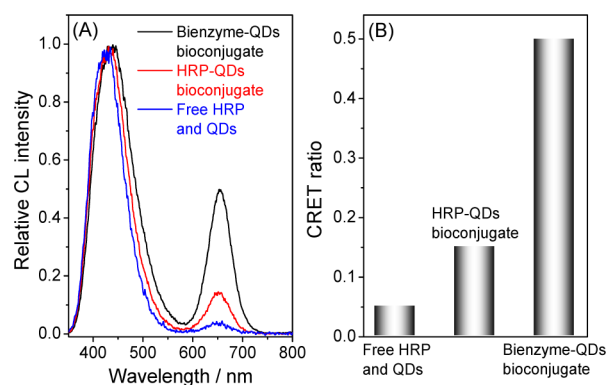 (A)
Bienzyme-QDs
bioconjugate
HRP-QDs
bioconjugate
Free HRP
and QDs
Relative CL intensity
1.0
0.8
0.6
0.4
0.2
0.0
400
500
600
700
800
Wavelength / nm
(B)
CRET ratio
0.5
0.4
0.3
0.2
0.1
0.0
HRP-QDs
bioconjugate
Free HRP
and QDs
Bienzyme-QDs
bioconjugate